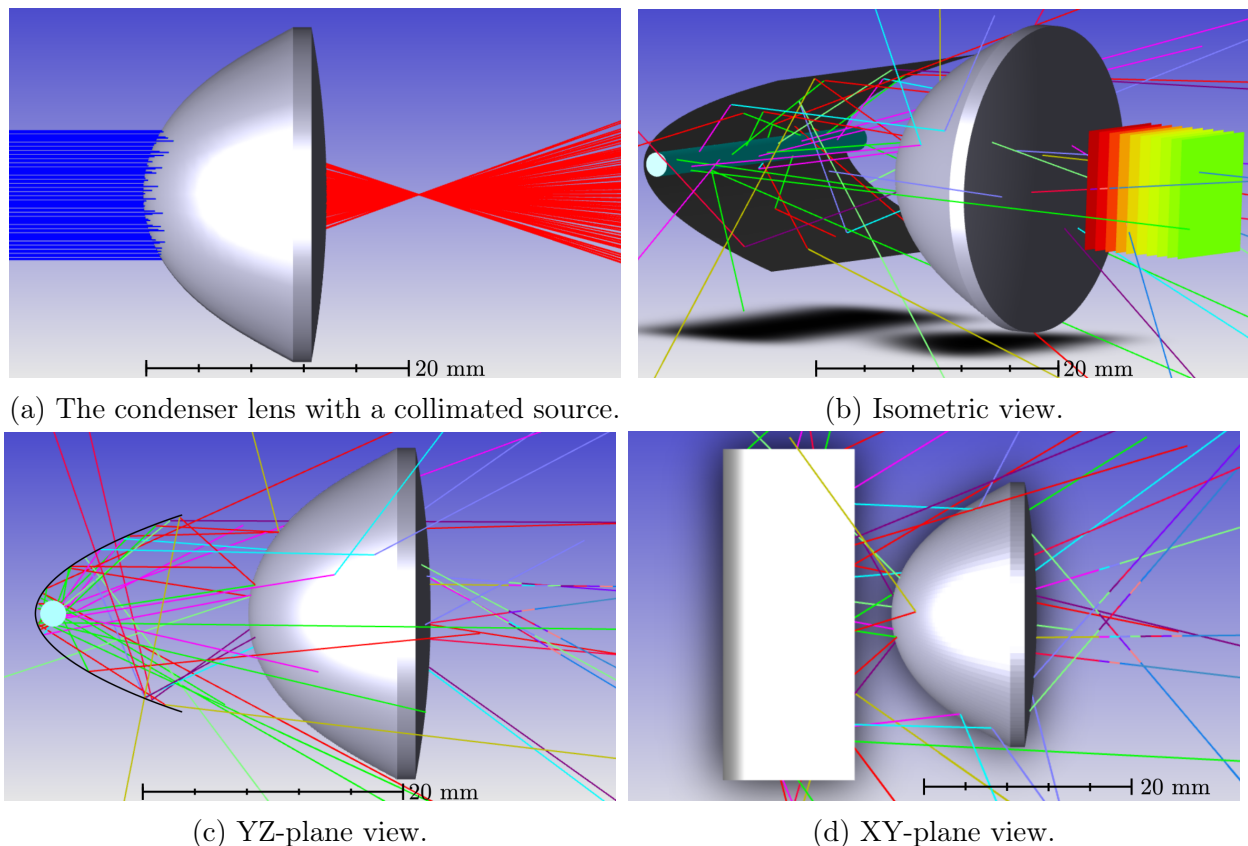 20 mm
20 mm
(a) The condenser lens with a collimated source.
(b) Isometric view.
20 mm
20 mm
(c) YZ-plane view.
(d) XY-plane view.